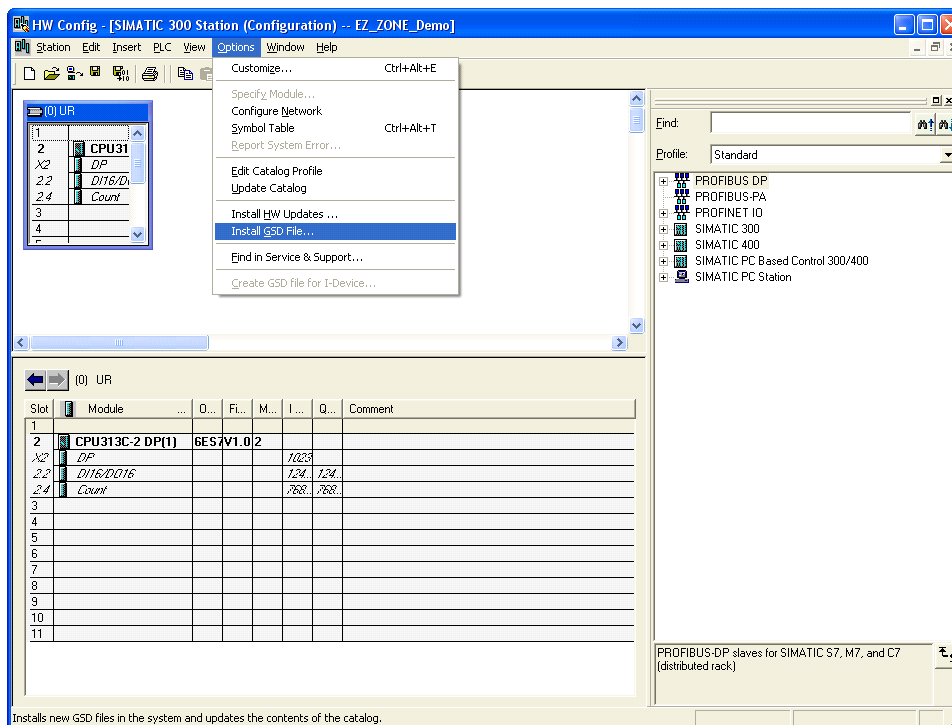 HW Config - [SIMATIC 300 Station (Configuration) -- EZ_ZONE_Demo]
Station Edit Insert PLC View Options Window Help
Customize... Ctrl+Alt+E
Specify Module...
Configure Network
Symbol Table Ctrl+Alt+T
Report System Error...
Edit Catalog Profile
Update Catalog
Install HW Updates ...
Install GSD File...
Find in Service & Support...
Create GSD file for I-Device...
(0) UR
1
2 CPU31
X2 DP
2.2 DI16/D
2.4 Count
3
4
Find:
Profile: Standard
PROFIBUS DP
PROFIBUS-PA
PROFINET IO
SIMATIC 300
SIMATIC 400
SIMATIC PC Based Control 300/400
SIMATIC PC Station
(0) UR
Slot Module ... O... Fi... M... I ... Q... Comment
1
2 CPU313C-2 DP(1) 6ES7 V1.0 2
X2 DP 1023
2.2 DI16/DO16 124... 124...
2.4 Count 768... 768...
3
4
5
6
7
8
9
10
11
PROFIBUS-DP slaves for SIMATIC S7, M7, and C7
(distributed rack)
Installs new GSD files in the system and updates the contents of the catalog.